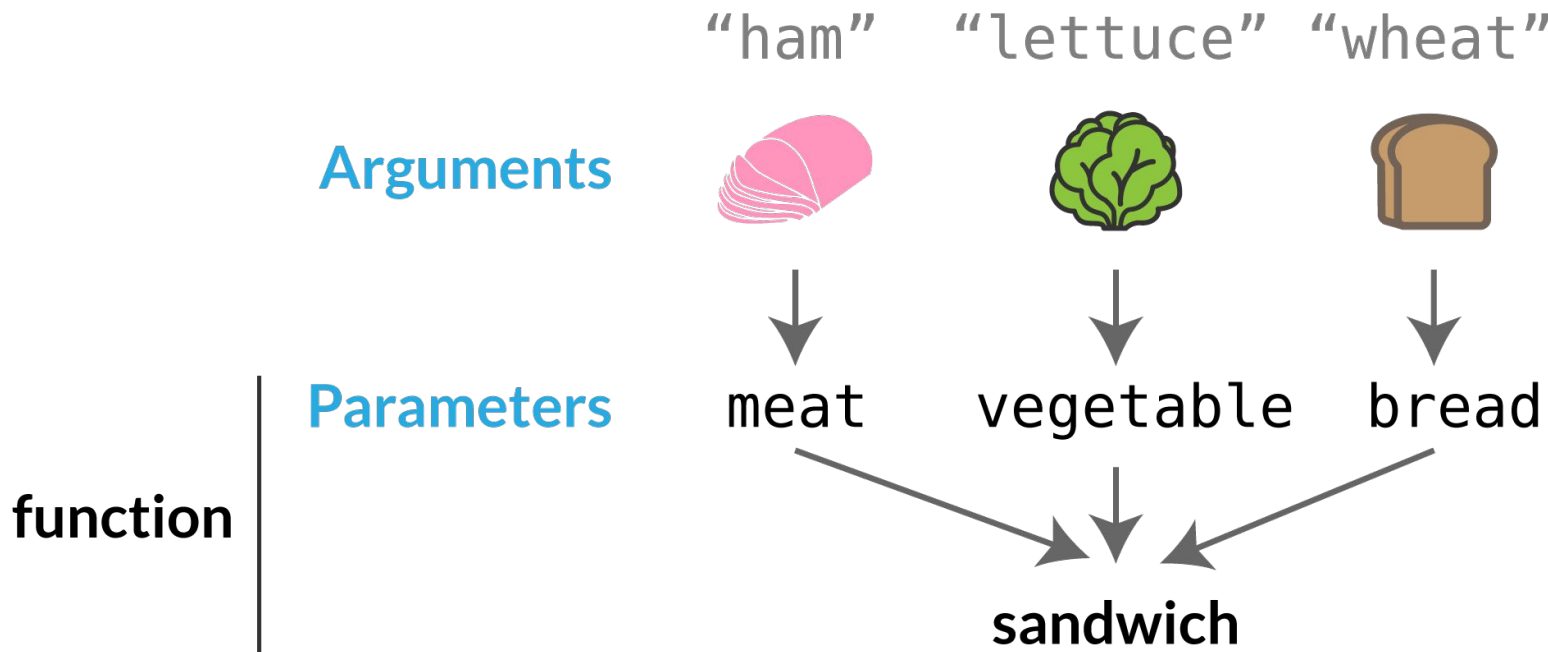 “ham” “lettuce” “wheat”
Arguments
Parameters meat vegetable bread
function
sandwich